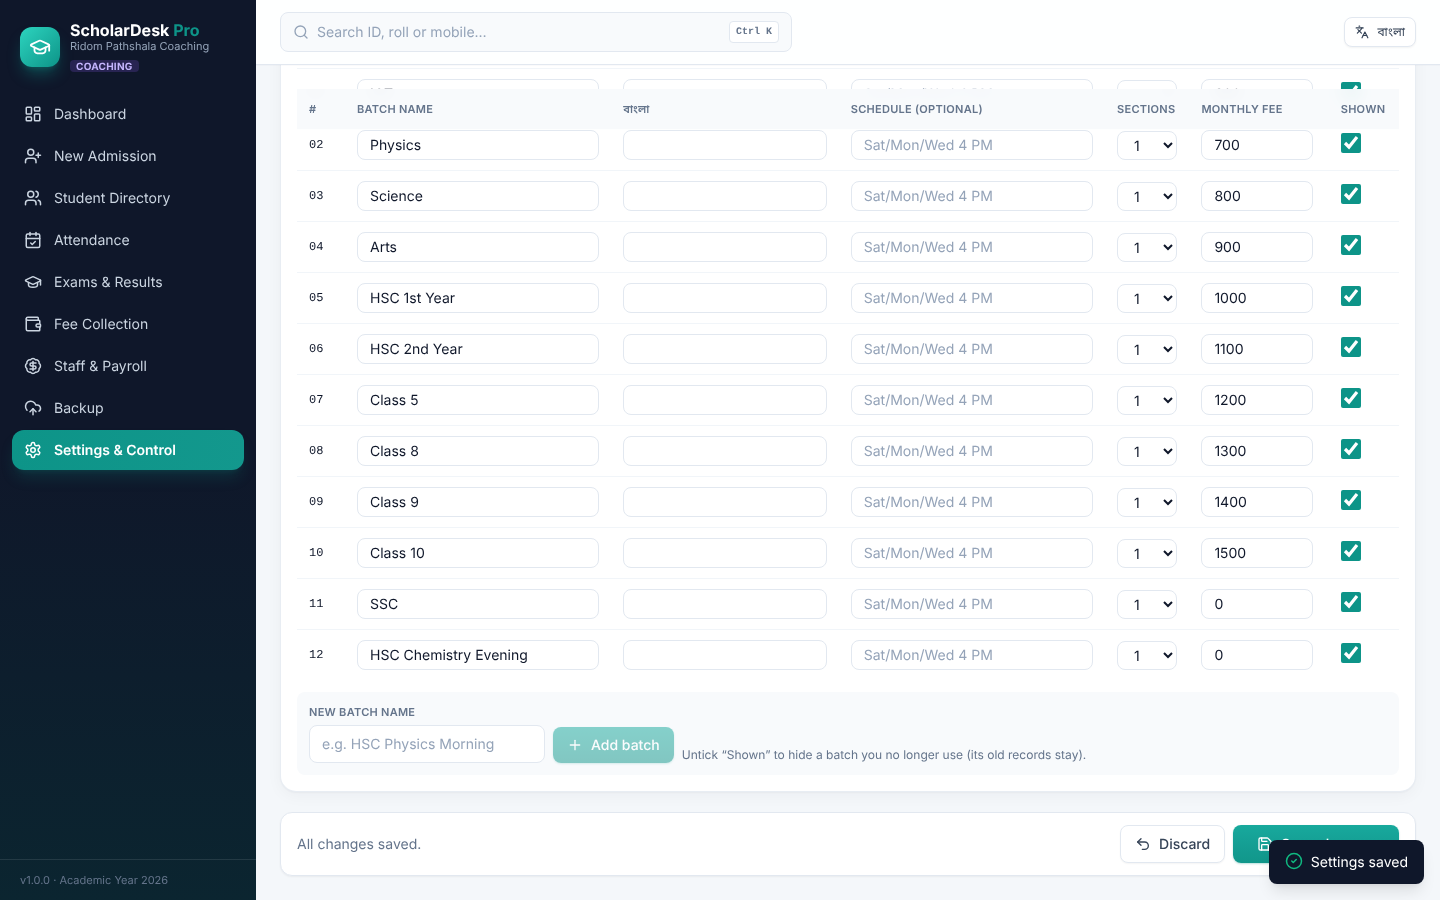 ScholarDesk Pro
Ridom Pathshala Coaching
COACHING
Dashboard
New Admission
Student Directory
Attendance
Exams & Results
Fee Collection
Staff & Payroll
Backup
Settings & Control
v1.0.0 · Academic Year 2026
Search ID, roll or mobile...
Ctrl K
বাংলা
# BATCH NAME বাংলা SCHEDULE (OPTIONAL) SECTIONS MONTHLY FEE SHOWN
02 Physics Sat/Mon/Wed 4 PM 1 700
03 Science Sat/Mon/Wed 4 PM 1 800
04 Arts Sat/Mon/Wed 4 PM 1 900
05 HSC 1st Year Sat/Mon/Wed 4 PM 1 1000
06 HSC 2nd Year Sat/Mon/Wed 4 PM 1 1100
07 Class 5 Sat/Mon/Wed 4 PM 1 1200
08 Class 8 Sat/Mon/Wed 4 PM 1 1300
09 Class 9 Sat/Mon/Wed 4 PM 1 1400
10 Class 10 Sat/Mon/Wed 4 PM 1 1500
11 SSC Sat/Mon/Wed 4 PM 1 0
12 HSC Chemistry Evening Sat/Mon/Wed 4 PM 1 0
NEW BATCH NAME
e.g. HSC Physics Morning
Add batch
Untick “Shown” to hide a batch you no longer use (its old records stay).
All changes saved.
Discard
Settings saved